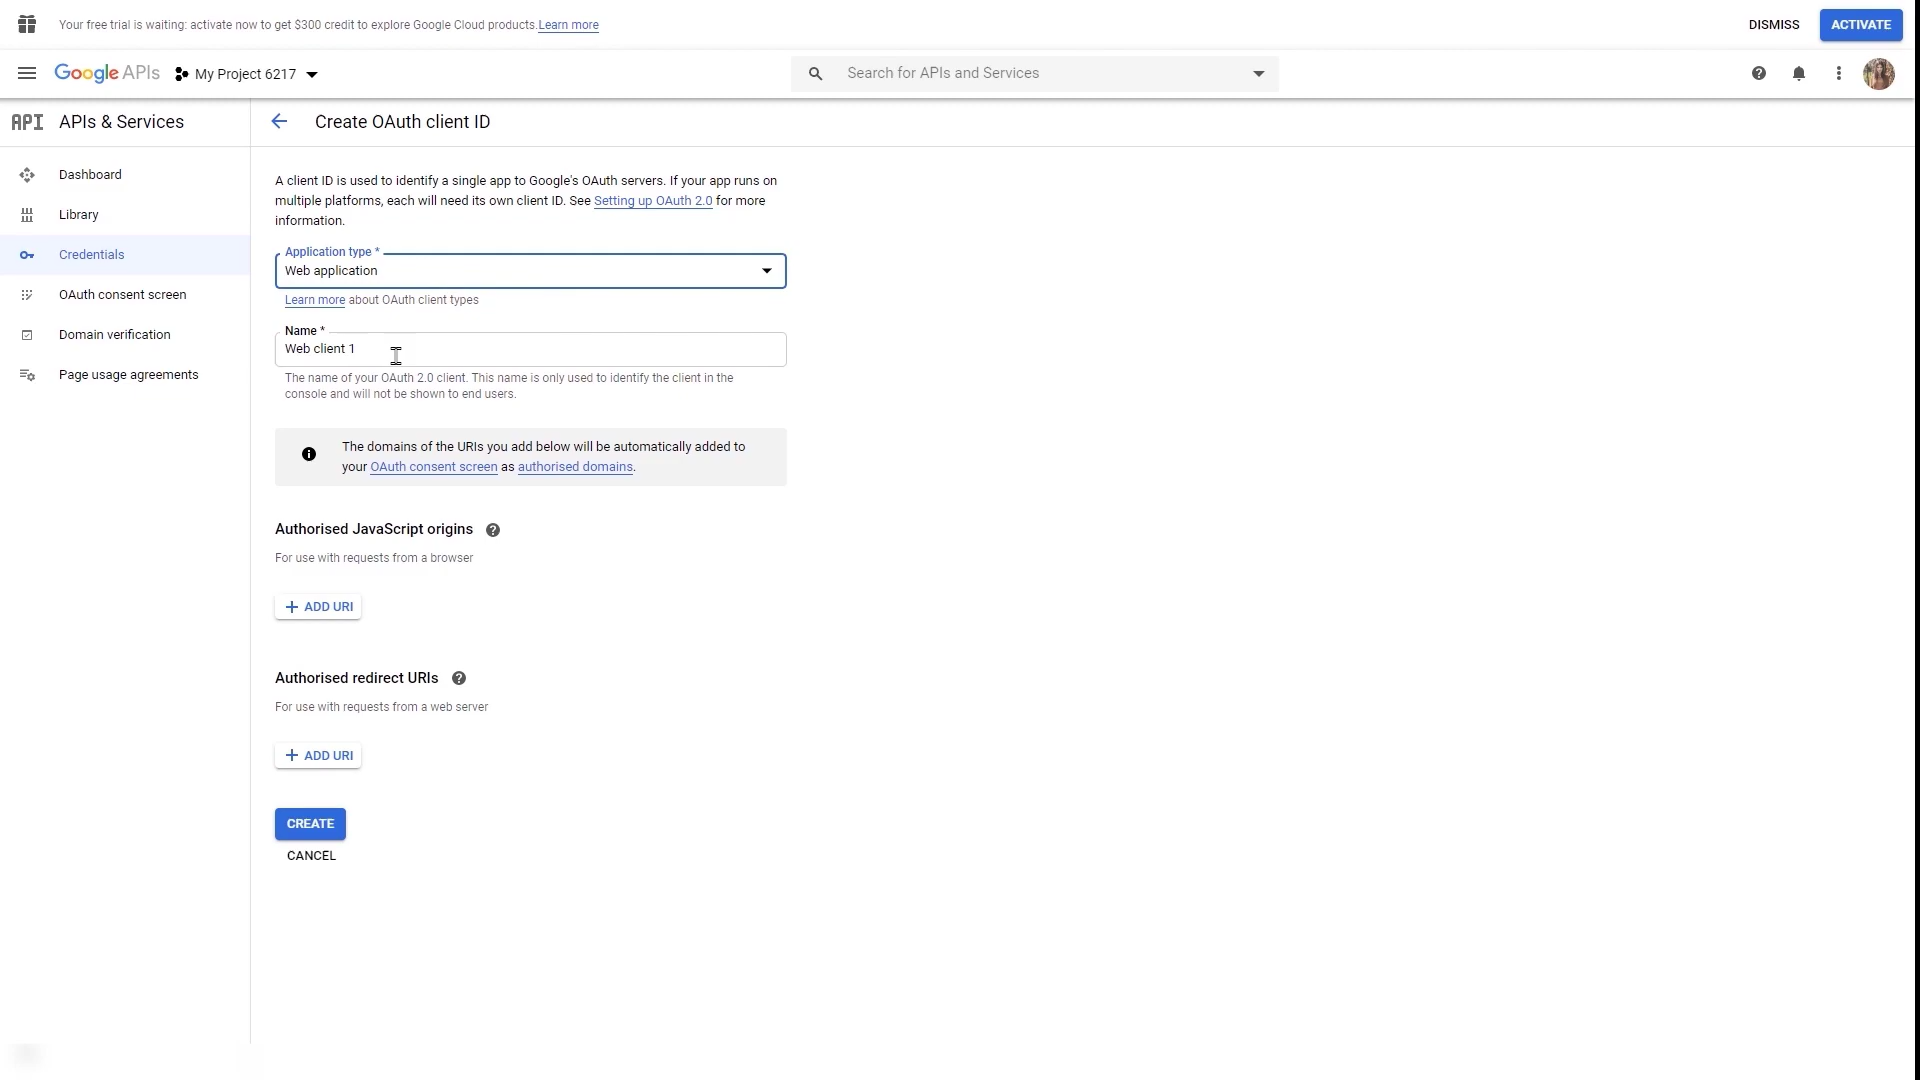 Your free trial is waiting: activate now to get $300 credit to explore Google Cloud products. Learn more
DISMISS
ACTIVATE
Google APIs
My Project 6217
Search for APIs and Services
API
APIs & Services
Create OAuth client ID
Dashboard
Library
Credentials
OAuth consent screen
Domain verification
Page usage agreements
A client ID is used to identify a single app to Google's OAuth servers. If your app runs on
multiple platforms, each will need its own client ID. See Setting up OAuth 2.0 for more
information.
Application type *
Web application
Learn more about OAuth client types
Name *
Web client 1
The name of your OAuth 2.0 client. This name is only used to identify the client in the
console and will not be shown to end users.
The domains of the URIs you add below will be automatically added to
your OAuth consent screen as authorised domains.
Authorised JavaScript origins
For use with requests from a browser
+ ADD URI
Authorised redirect URIs
For use with requests from a web server
+ ADD URI
CREATE
CANCEL